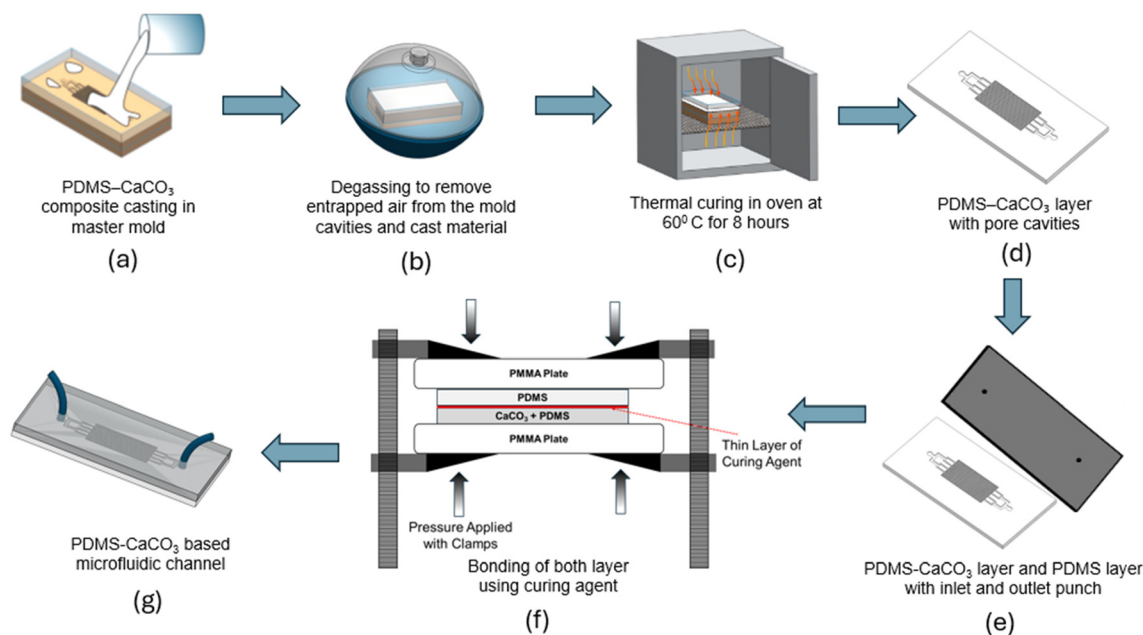 PDMS–CaCO₃
composite casting in
master mold
(a)
Degassing to remove
entrapped air from the mold
cavities and cast material
(b)
Thermal curing in oven at
60⁰ C for 8 hours
(c)
PDMS–CaCO₃ layer
with pore cavities
(d)
PDMS-CaCO₃ layer and PDMS layer
with inlet and outlet punch
(e)
PMMA Plate
PDMS
CaCO₃ + PDMS
PMMA Plate
Thin Layer of
Curing Agent
Pressure Applied
with Clamps
Bonding of both layer
using curing agent
(f)
PDMS-CaCO₃ based
microfluidic channel
(g)